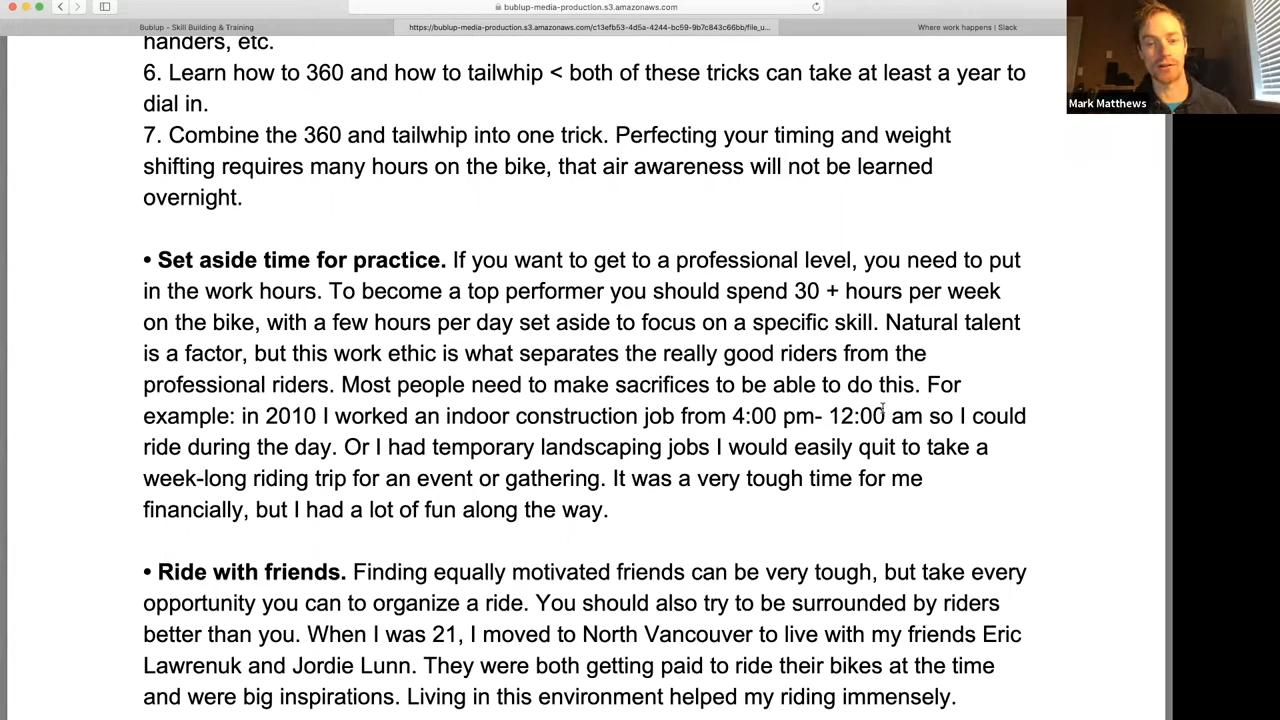 bublup-media-production.s3.amazonaws.com
Bublup - Skill Building & Training
https://bublup-media-production.s3.amazonaws.com/c13efb53-4d5a-4244-bc59-9b7c843c66bb/file_u...
Where work happens | Slack
Mark Matthews
handers, etc.
6. Learn how to 360 and how to tailwhip < both of these tricks can take at least a year to
dial in.
7. Combine the 360 and tailwhip into one trick. Perfecting your timing and weight
shifting requires many hours on the bike, that air awareness will not be learned
overnight.
• Set aside time for practice. If you want to get to a professional level, you need to put
in the work hours. To become a top performer you should spend 30 + hours per week
on the bike, with a few hours per day set aside to focus on a specific skill. Natural talent
is a factor, but this work ethic is what separates the really good riders from the
professional riders. Most people need to make sacrifices to be able to do this. For
example: in 2010 I worked an indoor construction job from 4:00 pm- 12:00 am so I could
ride during the day. Or I had temporary landscaping jobs I would easily quit to take a
week-long riding trip for an event or gathering. It was a very tough time for me
financially, but I had a lot of fun along the way.
• Ride with friends. Finding equally motivated friends can be very tough, but take every
opportunity you can to organize a ride. You should also try to be surrounded by riders
better than you. When I was 21, I moved to North Vancouver to live with my friends Eric
Lawrenuk and Jordie Lunn. They were both getting paid to ride their bikes at the time
and were big inspirations. Living in this environment helped my riding immensely.